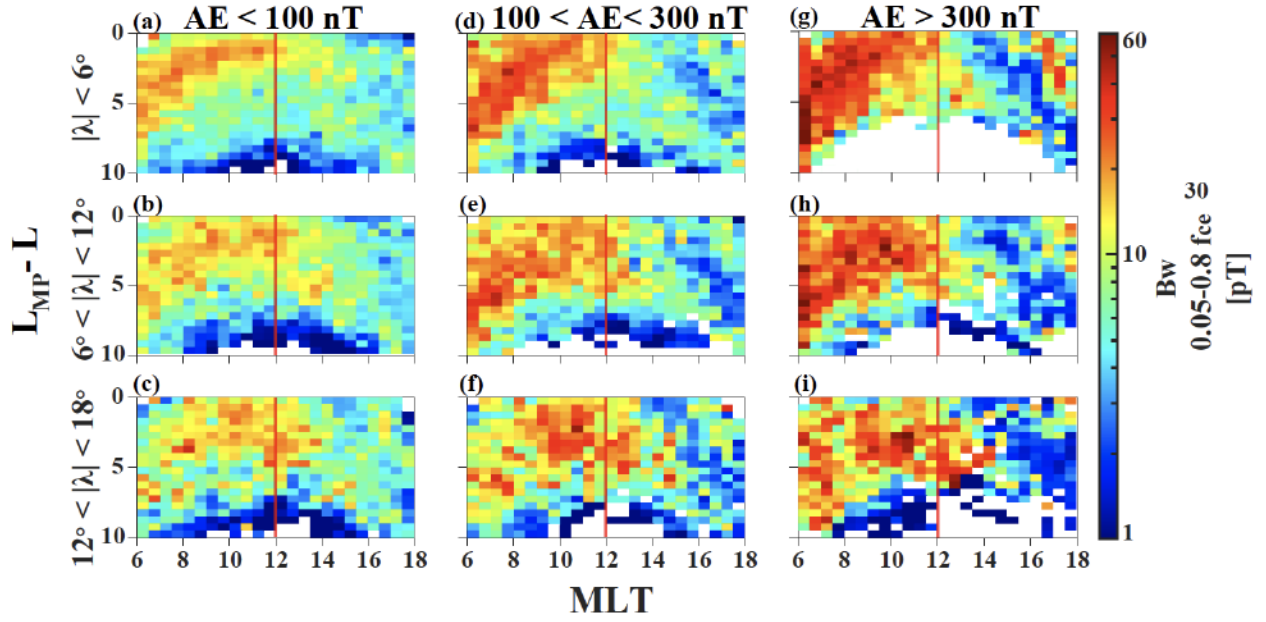 AE < 100 nT
100 < AE< 300 nT
AE > 300 nT
(a)
(d)
(g)
|λ| < 6°
0
5
10
60
(b)
(e)
(h)
L_MP- L
6° < |λ| < 12°
0
5
10
30
10
Bw
0.05-0.8 fce
[pT]
(c)
(f)
(i)
12° < |λ| < 18°
0
5
10
1
6 8 10 12 14 16 18
6 8 10 12 14 16 18
6 8 10 12 14 16 18
MLT